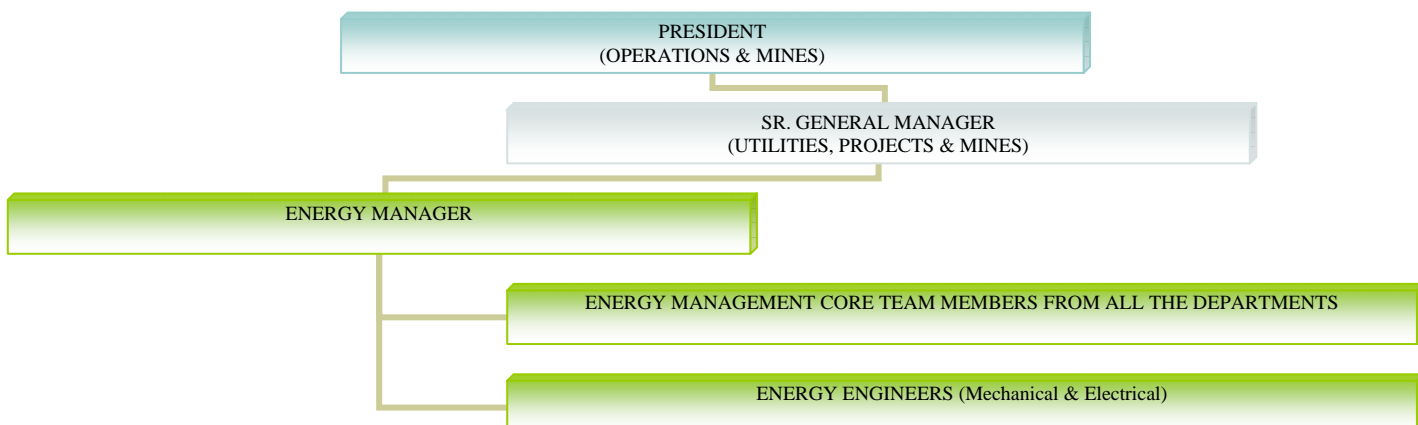 PRESIDENT
(OPERATIONS & MINES)
SR. GENERAL MANAGER
(UTILITIES, PROJECTS & MINES)
ENERGY MANAGER
ENERGY MANAGEMENT CORE TEAM MEMBERS FROM ALL THE DEPARTMENTS
ENERGY ENGINEERS (Mechanical & Electrical)